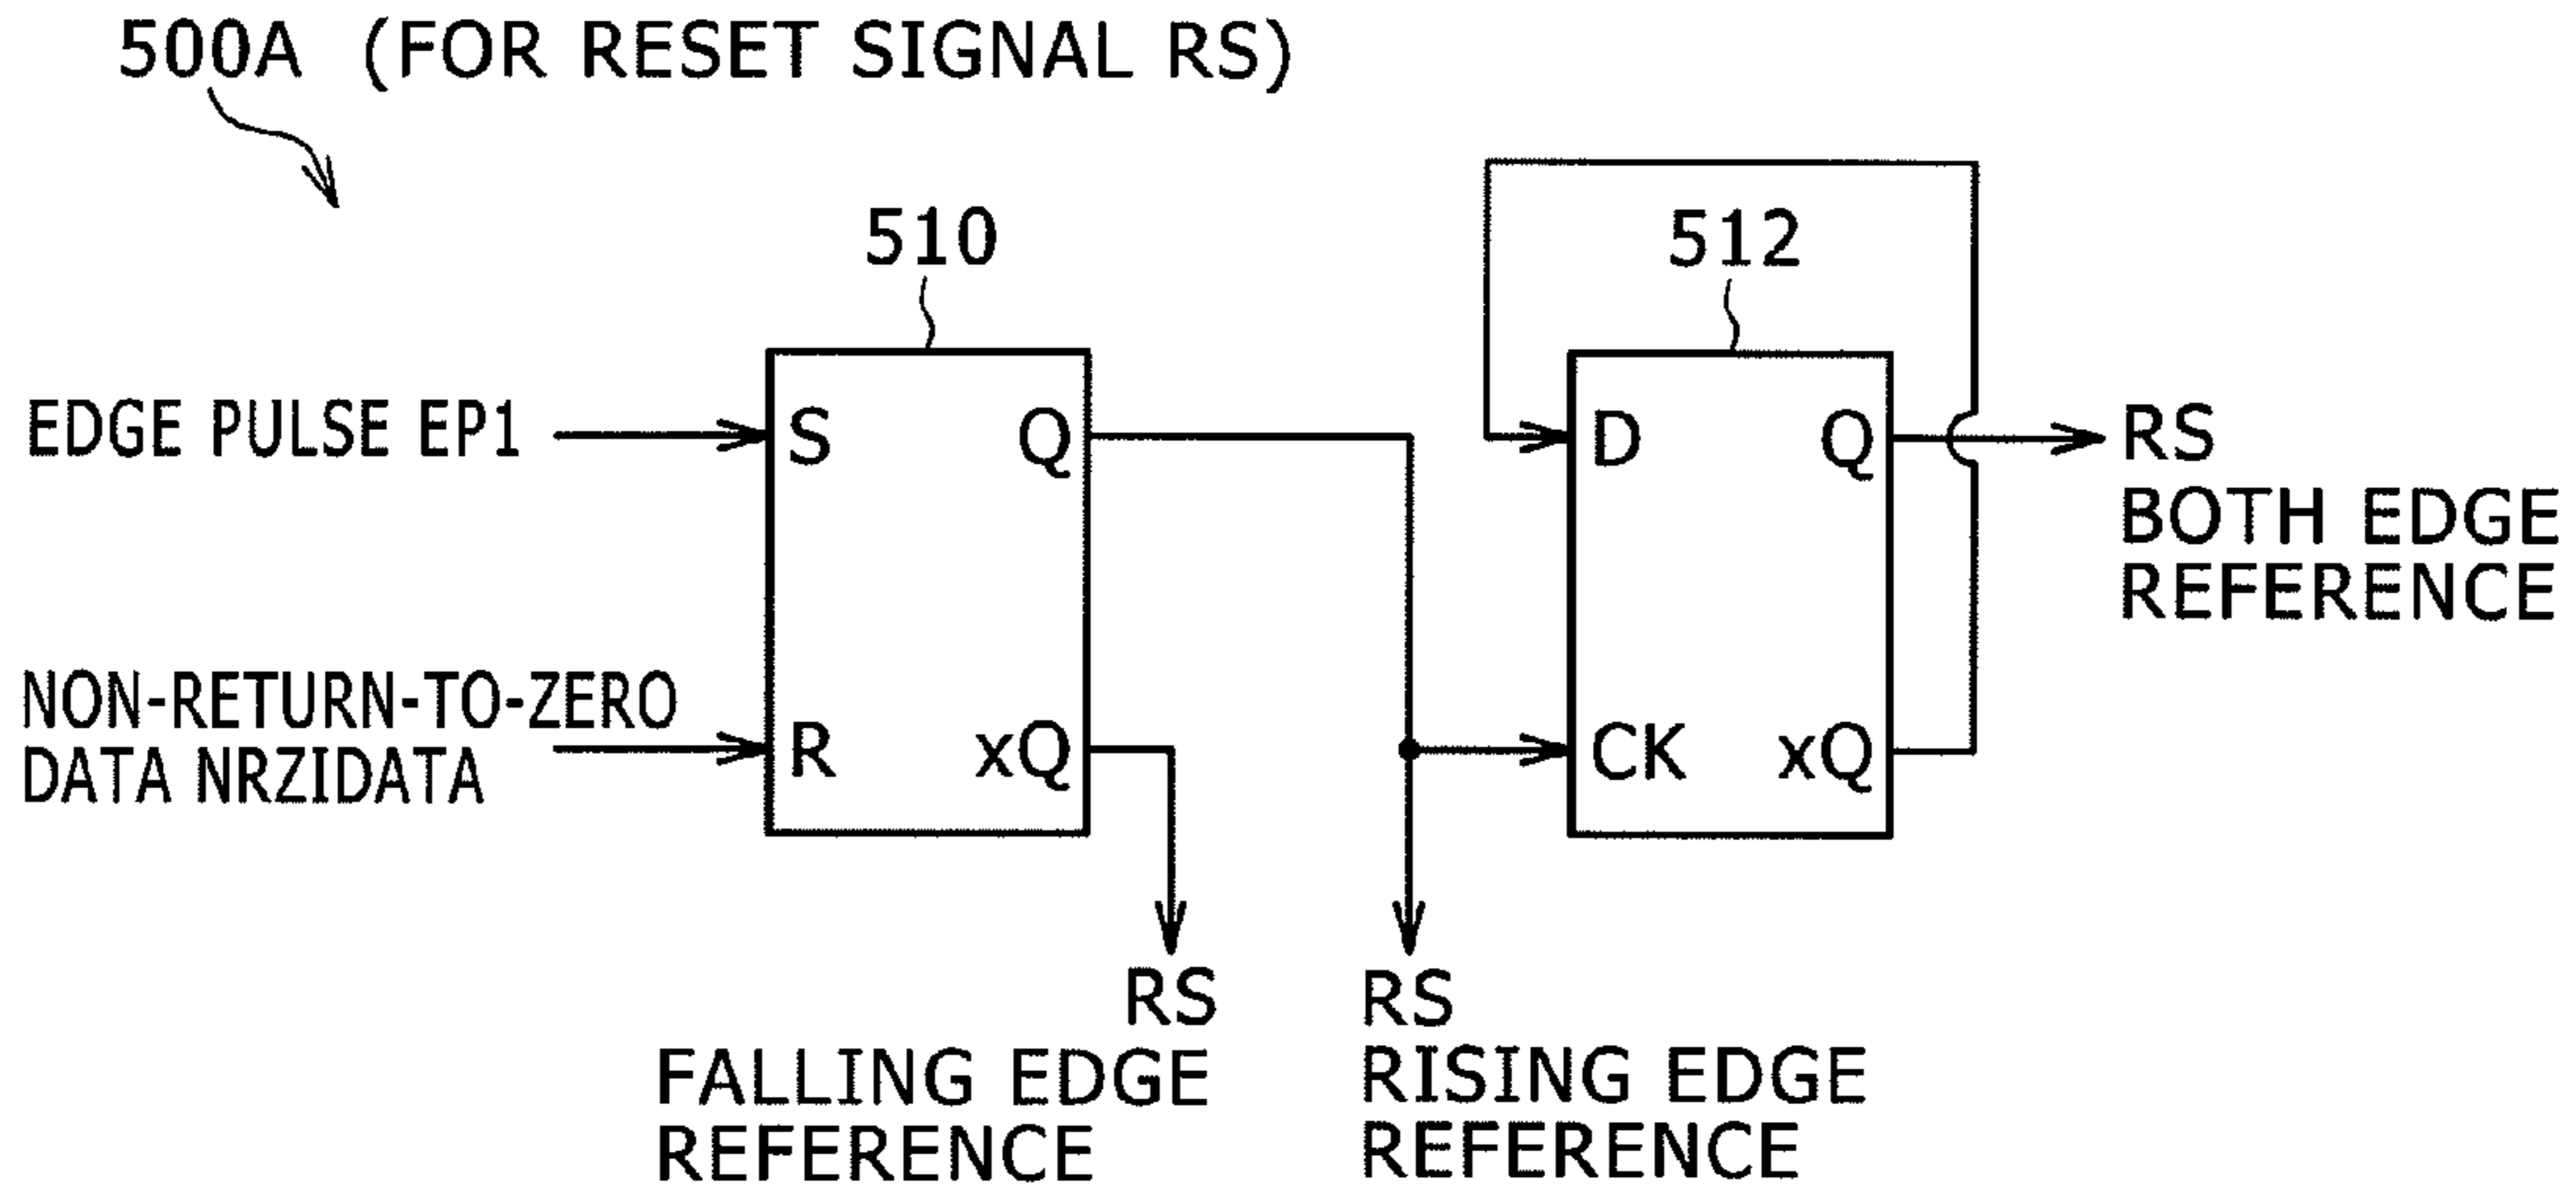 500A (FOR RESET SIGNAL RS)
510
512
EDGE PULSE EP1
S
Q
D
Q
RS
BOTH EDGE
REFERENCE
NON-RETURN-TO-ZERO
DATA NRZIDATA
R
xQ
CK
xQ
RS
FALLING EDGE
REFERENCE
RS
RISING EDGE
REFERENCE